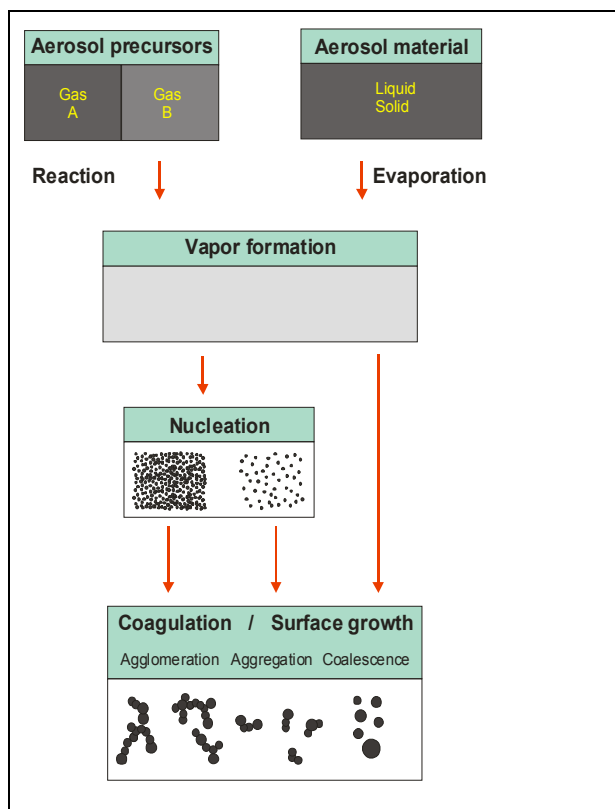 Aerosol precursors
Aerosol material
Gas
A
Gas
B
Liquid
Solid
Reaction
Evaporation
Vapor formation
Nucleation
Coagulation / Surface growth
Agglomeration Aggregation Coalescence